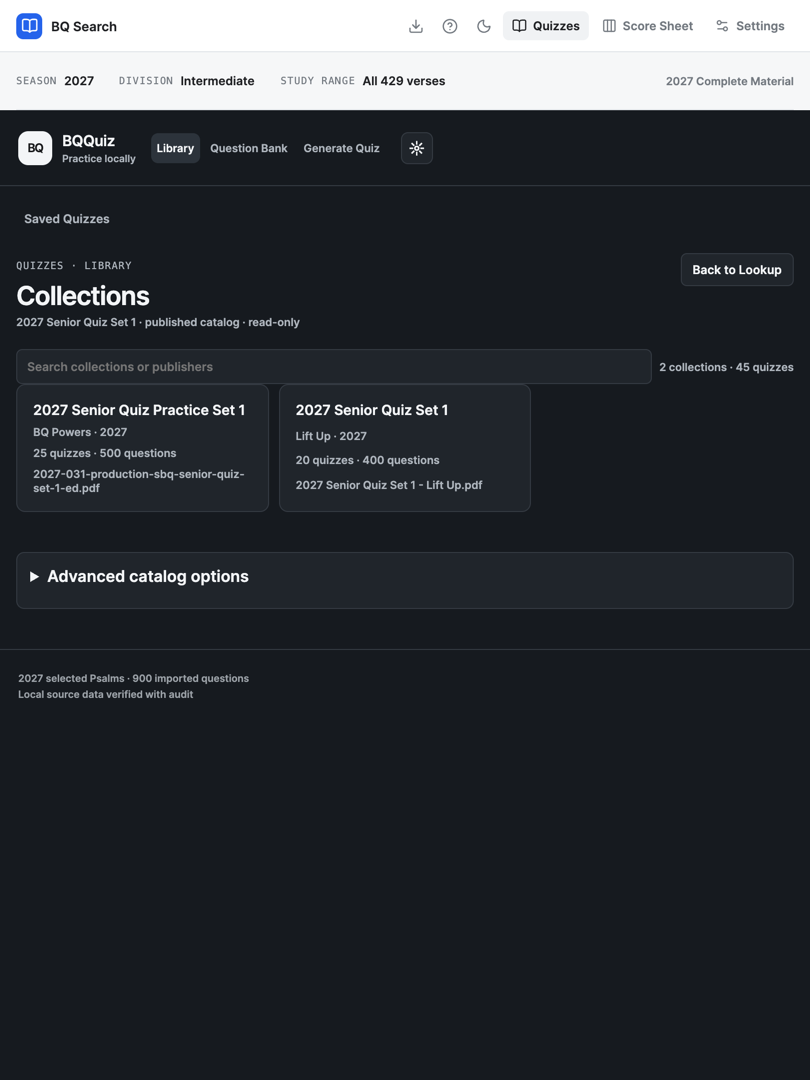 BQ Search
Quizzes
Score Sheet
Settings
SEASON 2027 DIVISION Intermediate STUDY RANGE All 429 verses
2027 Complete Material
BQ
BQQuiz
Practice locally
Library
Question Bank
Generate Quiz
Saved Quizzes
QUIZZES · LIBRARY
Collections
2027 Senior Quiz Set 1 · published catalog · read-only
Back to Lookup
Search collections or publishers
2 collections · 45 quizzes
2027 Senior Quiz Practice Set 1
BQ Powers · 2027
25 quizzes · 500 questions
2027-031-production-sbq-senior-quiz-
set-1-ed.pdf
2027 Senior Quiz Set 1
Lift Up · 2027
20 quizzes · 400 questions
2027 Senior Quiz Set 1 - Lift Up.pdf
Advanced catalog options
2027 selected Psalms · 900 imported questions
Local source data verified with audit